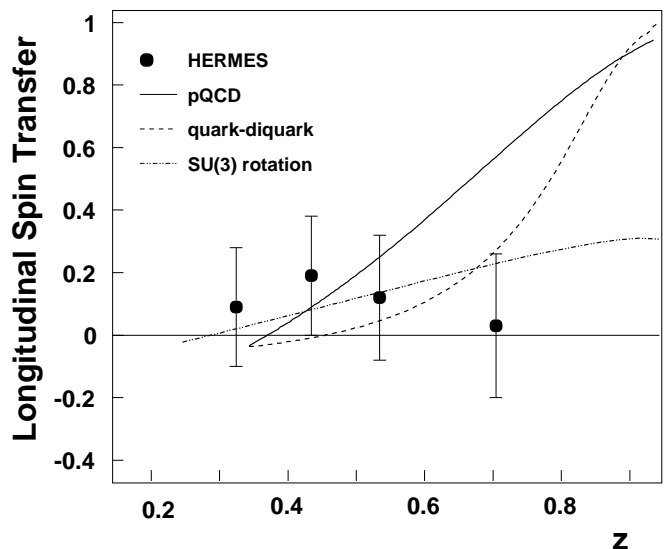 Longitudinal Spin Transfer
1
0.8
0.6
0.4
0.2
0
-0.2
-0.4
HERMES
pQCD
quark-diquark
SU(3) rotation
0.2
0.4
0.6
0.8
z